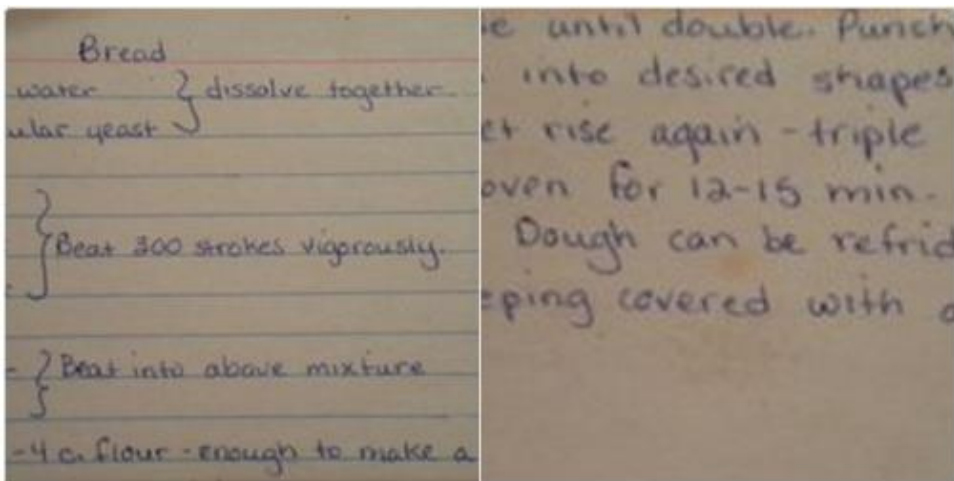 Bread
water } dissolve together
ular yeast
} Beat 300 strokes vigorously.
} Beat into above mixture
-4 c. flour - enough to make a
e until double. Punch
into desired shapes
et rise again - triple
oven for 12-15 min.
Dough can be refrid
eping covered with